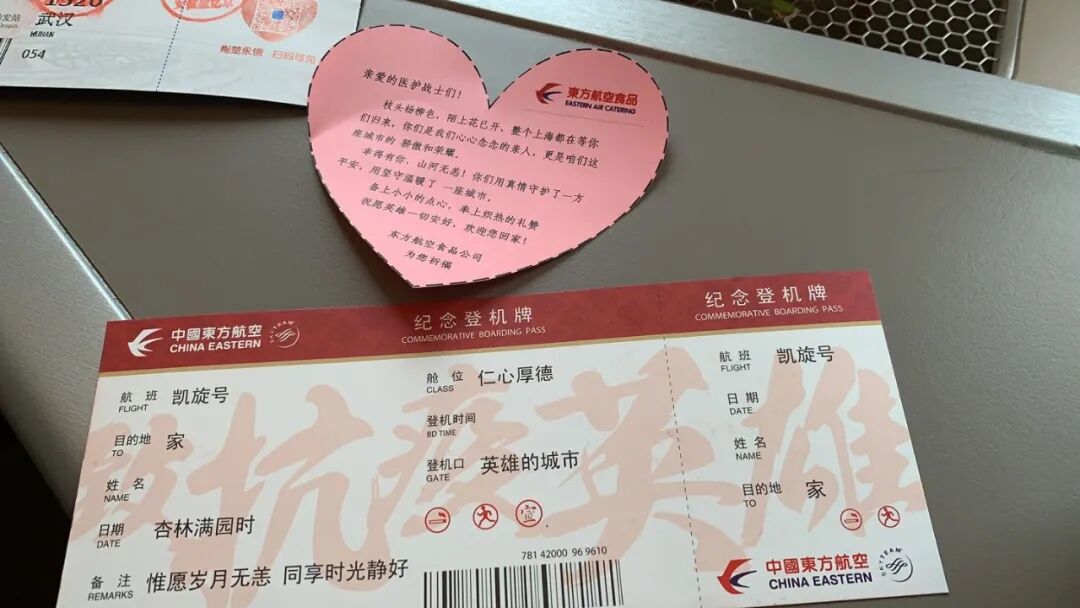 1320
武汉
WUHAN
054
荆楚永镌 扫码可见
亲爱的医护战士们！
東方航空食品
EASTERN AIR CATERING
枝头杨柳色，陌上花已开，整个上海都在等你
们归来，你们是我们心心念念的亲人，更是咱们这
座城市的 骄傲和荣耀。
幸得有你，山河无恙！你们用真情守护了一方
平安，用坚守温暖了 一座城市。
备上小小的点心，奉上炽热的礼赞
祝愿英雄一切安好，欢迎您回家！
东方航空食品公司
为您祈福
中國東方航空
CHINA EASTERN
SKYTEAM
纪念登机牌
COMMEMORATIVE BOARDING PASS
航 班 凯旋号
FLIGHT
舱 位 仁心厚德
CLASS
目的地 家
TO
登机时间
BD TIME
姓 名
NAME
登机口 英雄的城市
GATE
日期 杏林满园时
DATE
备 注 惟愿岁月无恙 同享时光静好
REMARKS
781 42000 96 9610
致抗疫英雄
纪念登机牌
COMMEMORATIVE BOARDING PASS
航 班 凯旋号
FLIGHT
日 期
DATE
姓 名
NAME
目的地 家
TO
中國東方航空
CHINA EASTERN
SKYTEAM